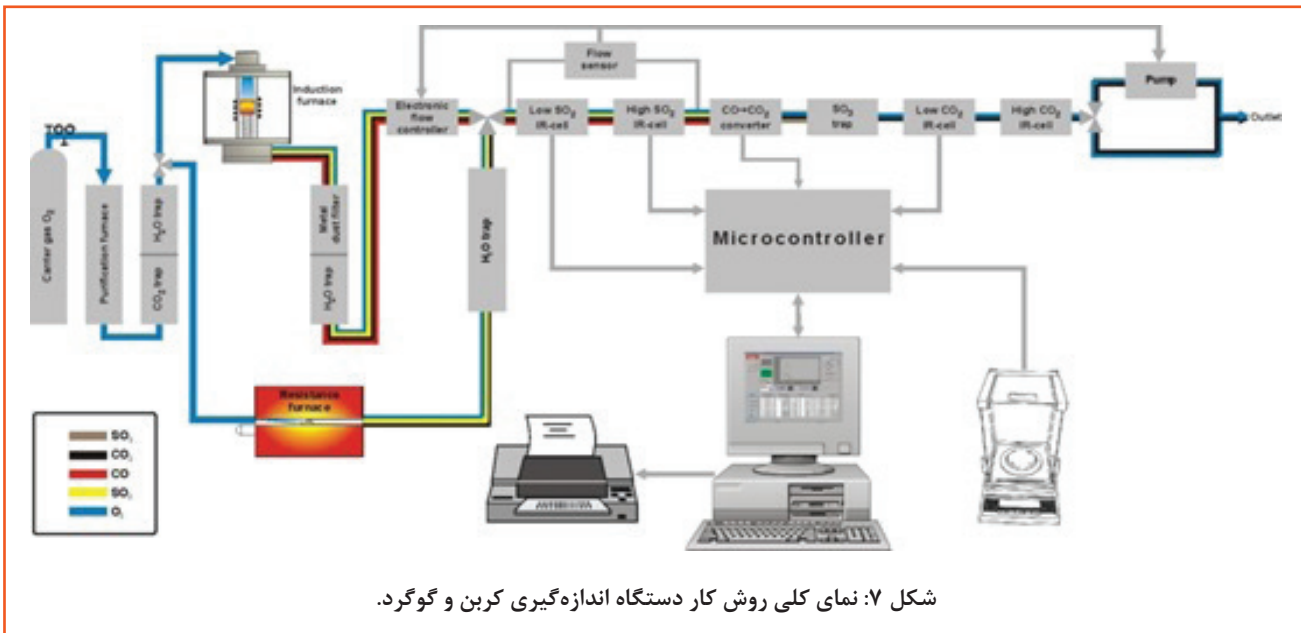 Flow
sensor
Pump
Induction
furnace
Electronic
flow
controller
Low SO₂
IR-cell
High SO₂
IR-cell
CO→CO₂
converter
SO₃
trap
Low CO₂
IR-cell
High CO₂
IR-cell
Outlet
Carrier gas O₂
Purification furnace
H₂O trap
CO₂ trap
Metal
dust filter
H₂O trap
H₂O trap
Microcontroller
Resistance
furnace
CO₂
CO
O₂
شکل ۷: نمای کلی روش کار دستگاه اندازه‌گیری کربن و گوگرد.